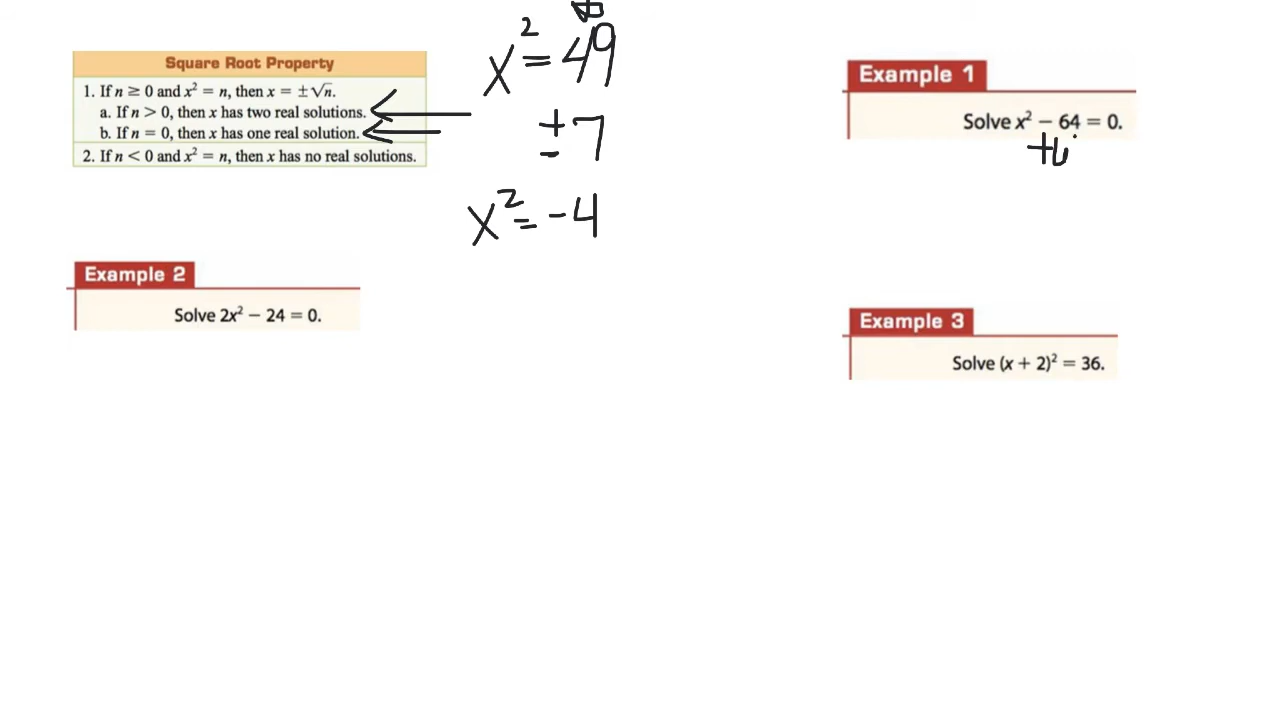 Square Root Property
1. If n ≥ 0 and x² = n, then x = ±√n.
a. If n > 0, then x has two real solutions.
b. If n = 0, then x has one real solution.
2. If n < 0 and x² = n, then x has no real solutions.
x² = 49
± 7
x² = -4
Example 1
Solve x² − 64 = 0.
+6
Example 2
Solve 2x² − 24 = 0.
Example 3
Solve (x + 2)² = 36.